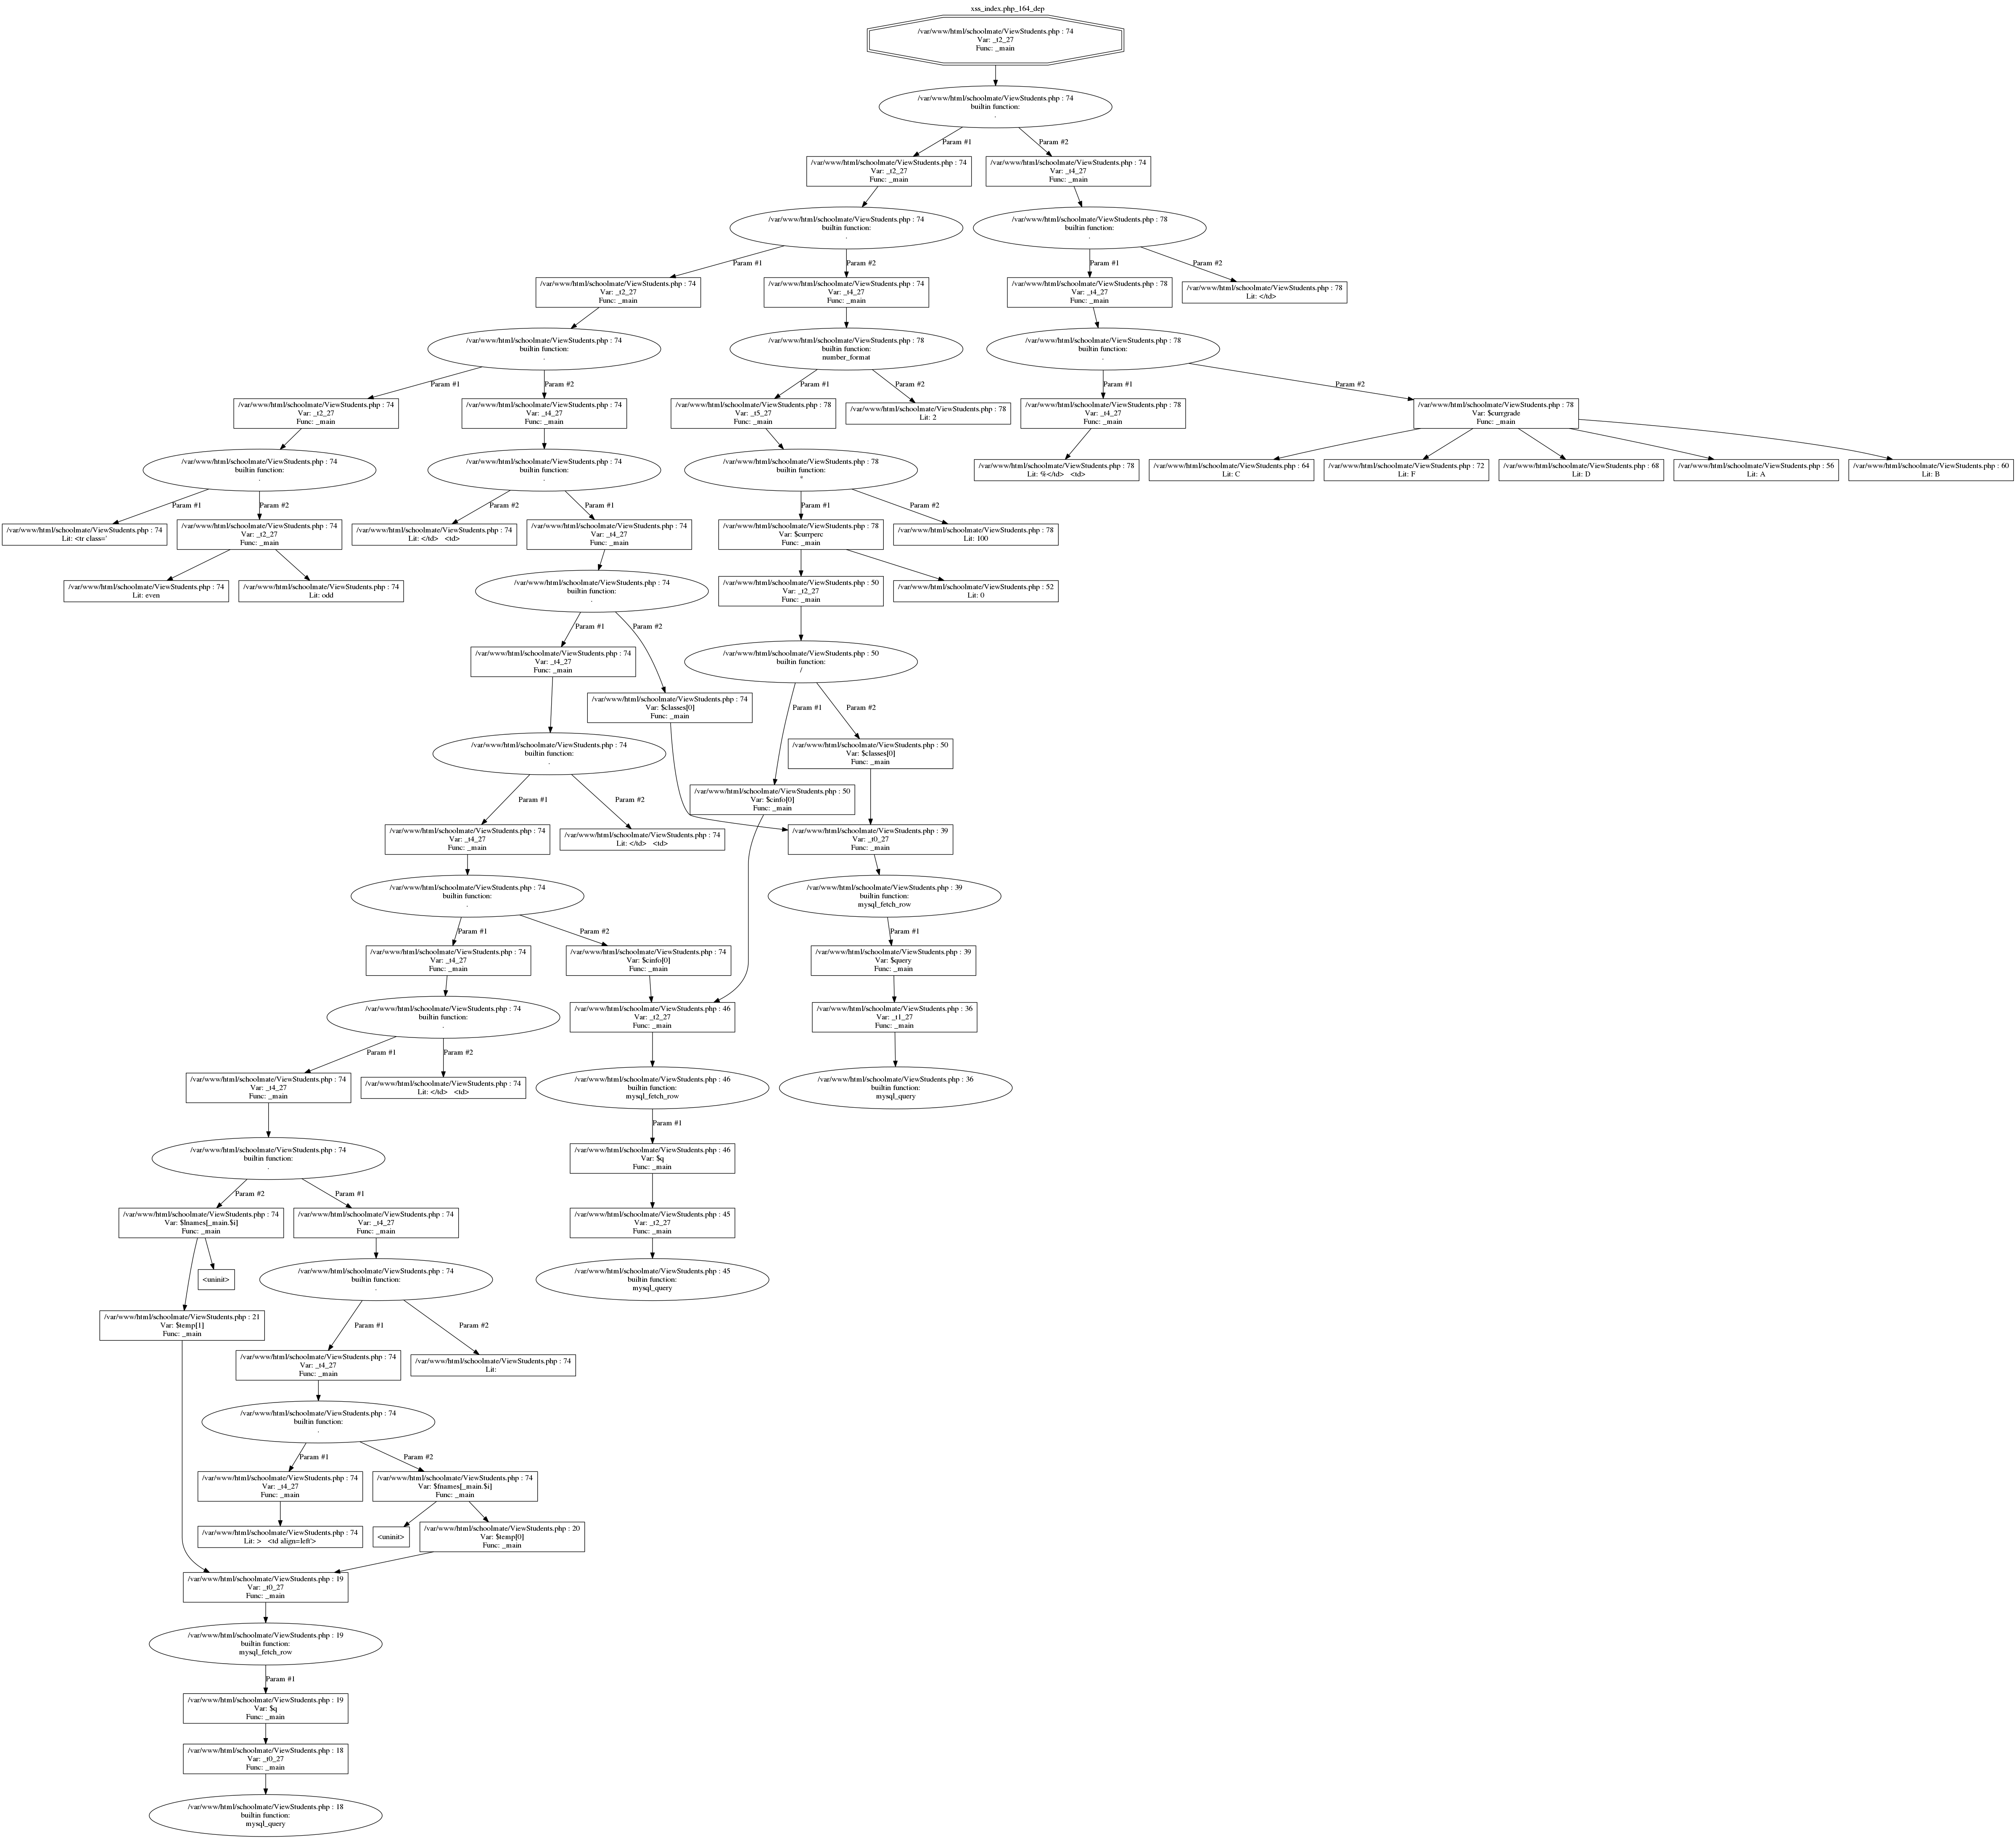 xss_index.php_164_dep
/var/www/html/schoolmate/ViewStudents.php : 74
Var: _t2_27
Func: _main
/var/www/html/schoolmate/ViewStudents.php : 74
builtin function:
.
Param #1
Param #2
/var/www/html/schoolmate/ViewStudents.php : 74
Var: _t2_27
Func: _main
/var/www/html/schoolmate/ViewStudents.php : 74
Var: _t4_27
Func: _main
/var/www/html/schoolmate/ViewStudents.php : 74
builtin function:
.
/var/www/html/schoolmate/ViewStudents.php : 78
builtin function:
.
Param #1
Param #2
Param #1
Param #2
/var/www/html/schoolmate/ViewStudents.php : 74
Var: _t2_27
Func: _main
/var/www/html/schoolmate/ViewStudents.php : 74
Var: _t4_27
Func: _main
/var/www/html/schoolmate/ViewStudents.php : 78
Var: _t4_27
Func: _main
/var/www/html/schoolmate/ViewStudents.php : 78
Lit: </td>
/var/www/html/schoolmate/ViewStudents.php : 74
builtin function:
.
/var/www/html/schoolmate/ViewStudents.php : 78
builtin function:
number_format
/var/www/html/schoolmate/ViewStudents.php : 78
builtin function:
.
Param #1
Param #2
Param #1
Param #2
Param #1
Param #2
/var/www/html/schoolmate/ViewStudents.php : 74
Var: _t2_27
Func: _main
/var/www/html/schoolmate/ViewStudents.php : 74
Var: _t4_27
Func: _main
/var/www/html/schoolmate/ViewStudents.php : 78
Var: _t5_27
Func: _main
/var/www/html/schoolmate/ViewStudents.php : 78
Lit: 2
/var/www/html/schoolmate/ViewStudents.php : 78
Var: _t4_27
Func: _main
/var/www/html/schoolmate/ViewStudents.php : 78
Var: $currgrade
Func: _main
/var/www/html/schoolmate/ViewStudents.php : 74
builtin function:
.
/var/www/html/schoolmate/ViewStudents.php : 74
builtin function:
.
/var/www/html/schoolmate/ViewStudents.php : 78
builtin function:
*
/var/www/html/schoolmate/ViewStudents.php : 78
Lit: %</td>   <td>
/var/www/html/schoolmate/ViewStudents.php : 64
Lit: C
/var/www/html/schoolmate/ViewStudents.php : 72
Lit: F
/var/www/html/schoolmate/ViewStudents.php : 68
Lit: D
/var/www/html/schoolmate/ViewStudents.php : 56
Lit: A
/var/www/html/schoolmate/ViewStudents.php : 60
Lit: B
Param #1
Param #2
Param #2
Param #1
Param #1
Param #2
/var/www/html/schoolmate/ViewStudents.php : 74
Lit: <tr class='
/var/www/html/schoolmate/ViewStudents.php : 74
Var: _t2_27
Func: _main
/var/www/html/schoolmate/ViewStudents.php : 74
Lit: </td>   <td>
/var/www/html/schoolmate/ViewStudents.php : 74
Var: _t4_27
Func: _main
/var/www/html/schoolmate/ViewStudents.php : 78
Var: $currperc
Func: _main
/var/www/html/schoolmate/ViewStudents.php : 78
Lit: 100
/var/www/html/schoolmate/ViewStudents.php : 74
Lit: even
/var/www/html/schoolmate/ViewStudents.php : 74
Lit: odd
/var/www/html/schoolmate/ViewStudents.php : 74
builtin function:
.
/var/www/html/schoolmate/ViewStudents.php : 50
Var: _t2_27
Func: _main
/var/www/html/schoolmate/ViewStudents.php : 52
Lit: 0
Param #1
Param #2
/var/www/html/schoolmate/ViewStudents.php : 74
Var: _t4_27
Func: _main
/var/www/html/schoolmate/ViewStudents.php : 50
builtin function:
/
/var/www/html/schoolmate/ViewStudents.php : 74
Var: $classes[0]
Func: _main
Param #1
Param #2
/var/www/html/schoolmate/ViewStudents.php : 74
builtin function:
.
/var/www/html/schoolmate/ViewStudents.php : 50
Var: $classes[0]
Func: _main
/var/www/html/schoolmate/ViewStudents.php : 50
Var: $cinfo[0]
Func: _main
Param #1
Param #2
/var/www/html/schoolmate/ViewStudents.php : 74
Var: _t4_27
Func: _main
/var/www/html/schoolmate/ViewStudents.php : 74
Lit: </td>   <td>
/var/www/html/schoolmate/ViewStudents.php : 39
Var: _t0_27
Func: _main
/var/www/html/schoolmate/ViewStudents.php : 74
builtin function:
.
/var/www/html/schoolmate/ViewStudents.php : 39
builtin function:
mysql_fetch_row
Param #1
Param #2
Param #1
/var/www/html/schoolmate/ViewStudents.php : 74
Var: _t4_27
Func: _main
/var/www/html/schoolmate/ViewStudents.php : 74
Var: $cinfo[0]
Func: _main
/var/www/html/schoolmate/ViewStudents.php : 39
Var: $query
Func: _main
/var/www/html/schoolmate/ViewStudents.php : 74
builtin function:
.
/var/www/html/schoolmate/ViewStudents.php : 46
Var: _t2_27
Func: _main
/var/www/html/schoolmate/ViewStudents.php : 36
Var: _t1_27
Func: _main
Param #1
Param #2
/var/www/html/schoolmate/ViewStudents.php : 74
Var: _t4_27
Func: _main
/var/www/html/schoolmate/ViewStudents.php : 74
Lit: </td>   <td>
/var/www/html/schoolmate/ViewStudents.php : 46
builtin function:
mysql_fetch_row
/var/www/html/schoolmate/ViewStudents.php : 36
builtin function:
mysql_query
Param #1
/var/www/html/schoolmate/ViewStudents.php : 74
builtin function:
.
/var/www/html/schoolmate/ViewStudents.php : 46
Var: $q
Func: _main
Param #2
Param #1
/var/www/html/schoolmate/ViewStudents.php : 74
Var: $lnames[_main.$i]
Func: _main
/var/www/html/schoolmate/ViewStudents.php : 74
Var: _t4_27
Func: _main
/var/www/html/schoolmate/ViewStudents.php : 45
Var: _t2_27
Func: _main
<uninit>
/var/www/html/schoolmate/ViewStudents.php : 74
builtin function:
.
/var/www/html/schoolmate/ViewStudents.php : 45
builtin function:
mysql_query
/var/www/html/schoolmate/ViewStudents.php : 21
Var: $temp[1]
Func: _main
Param #1
Param #2
/var/www/html/schoolmate/ViewStudents.php : 74
Var: _t4_27
Func: _main
/var/www/html/schoolmate/ViewStudents.php : 74
Lit:
/var/www/html/schoolmate/ViewStudents.php : 74
builtin function:
.
Param #1
Param #2
/var/www/html/schoolmate/ViewStudents.php : 74
Var: _t4_27
Func: _main
/var/www/html/schoolmate/ViewStudents.php : 74
Var: $fnames[_main.$i]
Func: _main
/var/www/html/schoolmate/ViewStudents.php : 74
Lit: >   <td align=left'>
<uninit>
/var/www/html/schoolmate/ViewStudents.php : 20
Var: $temp[0]
Func: _main
/var/www/html/schoolmate/ViewStudents.php : 19
Var: _t0_27
Func: _main
/var/www/html/schoolmate/ViewStudents.php : 19
builtin function:
mysql_fetch_row
Param #1
/var/www/html/schoolmate/ViewStudents.php : 19
Var: $q
Func: _main
/var/www/html/schoolmate/ViewStudents.php : 18
Var: _t0_27
Func: _main
/var/www/html/schoolmate/ViewStudents.php : 18
builtin function:
mysql_query